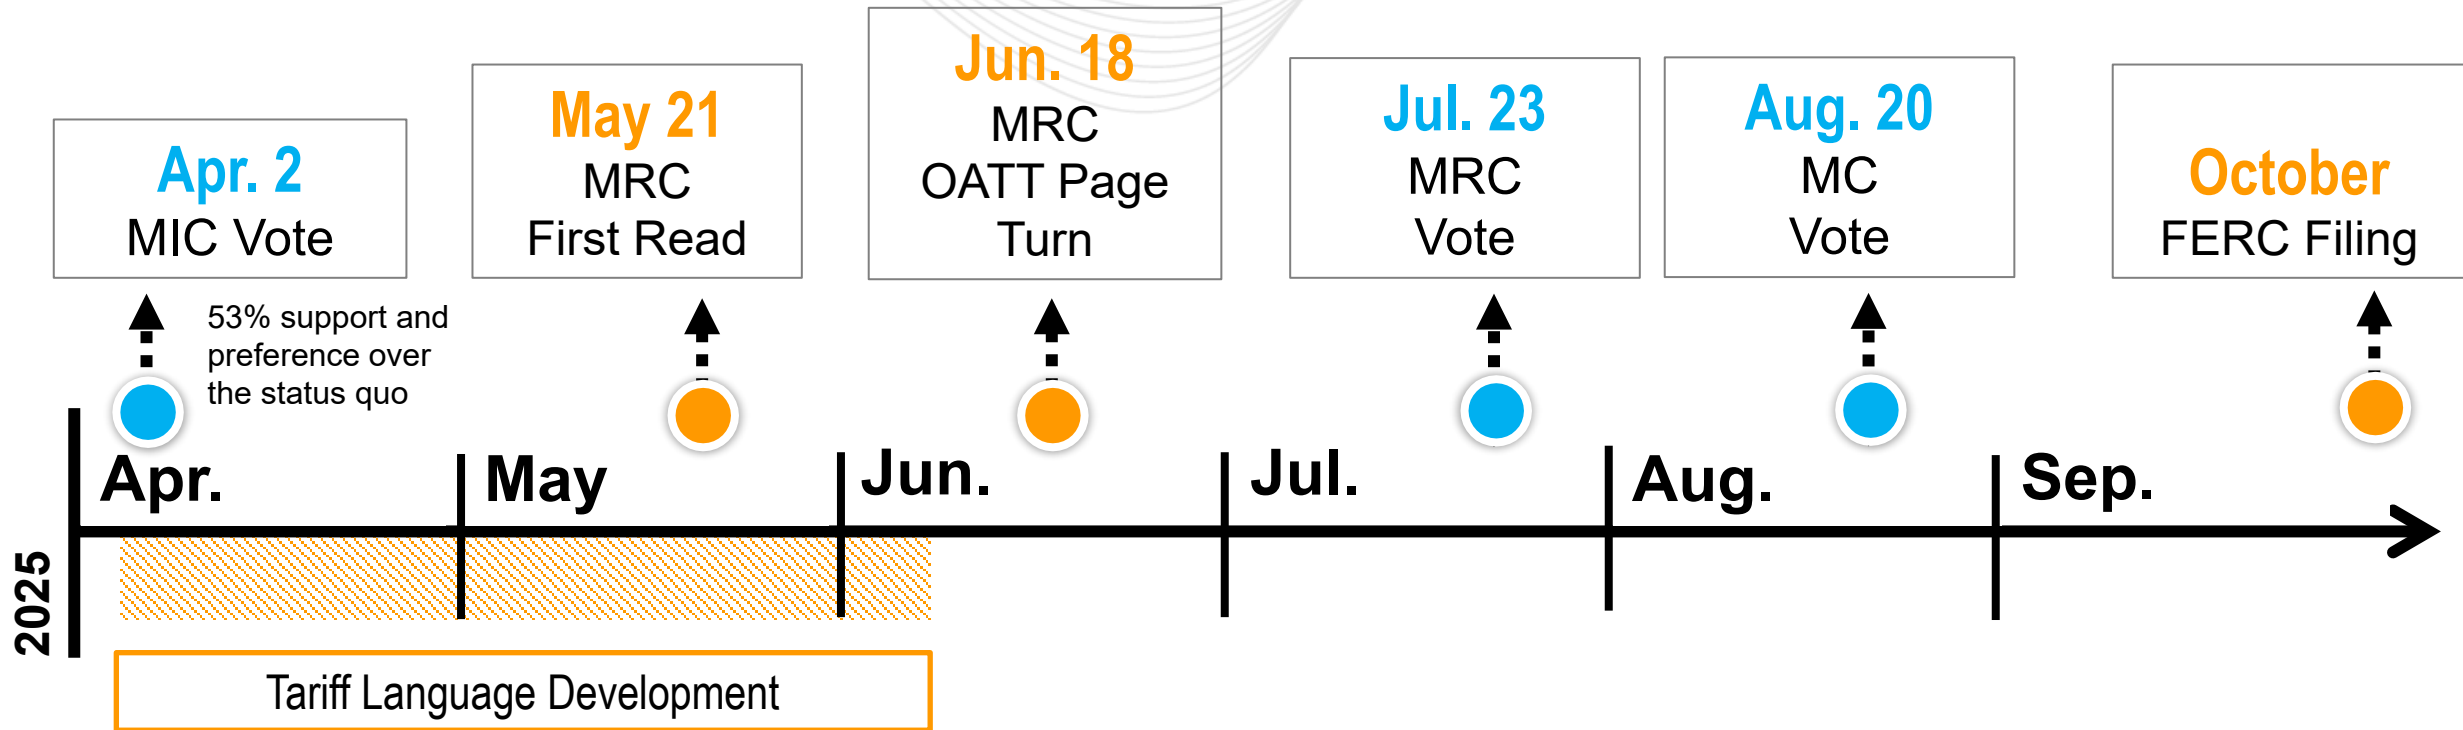 Apr. 2
MIC Vote
May 21
MRC
First Read
Jun. 18
MRC
OATT Page
Turn
Jul. 23
MRC
Vote
Aug. 20
MC
Vote
October
FERC Filing
53% support and
preference over
the status quo
Apr.
May
Jun.
Jul.
Aug.
Sep.
2025
Tariff Language Development